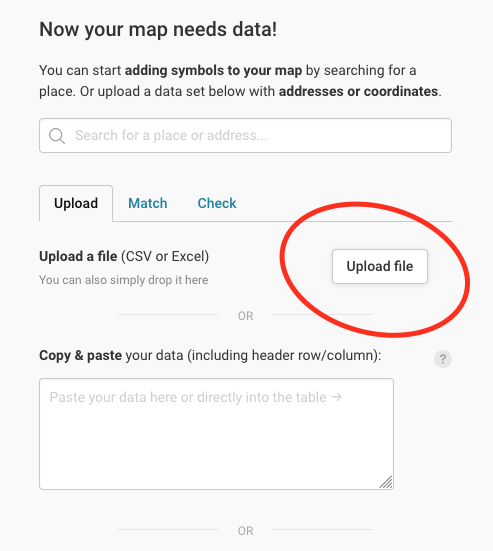 Now your map needs data!
You can start adding symbols to your map by searching for a
place. Or upload a data set below with addresses or coordinates.
Search for a place or address...
Upload Match Check
Upload a file (CSV or Excel) Upload file
You can also simply drop it here
OR
Copy & paste your data (including header row/column): ?
Paste your data here or directly into the table →
OR